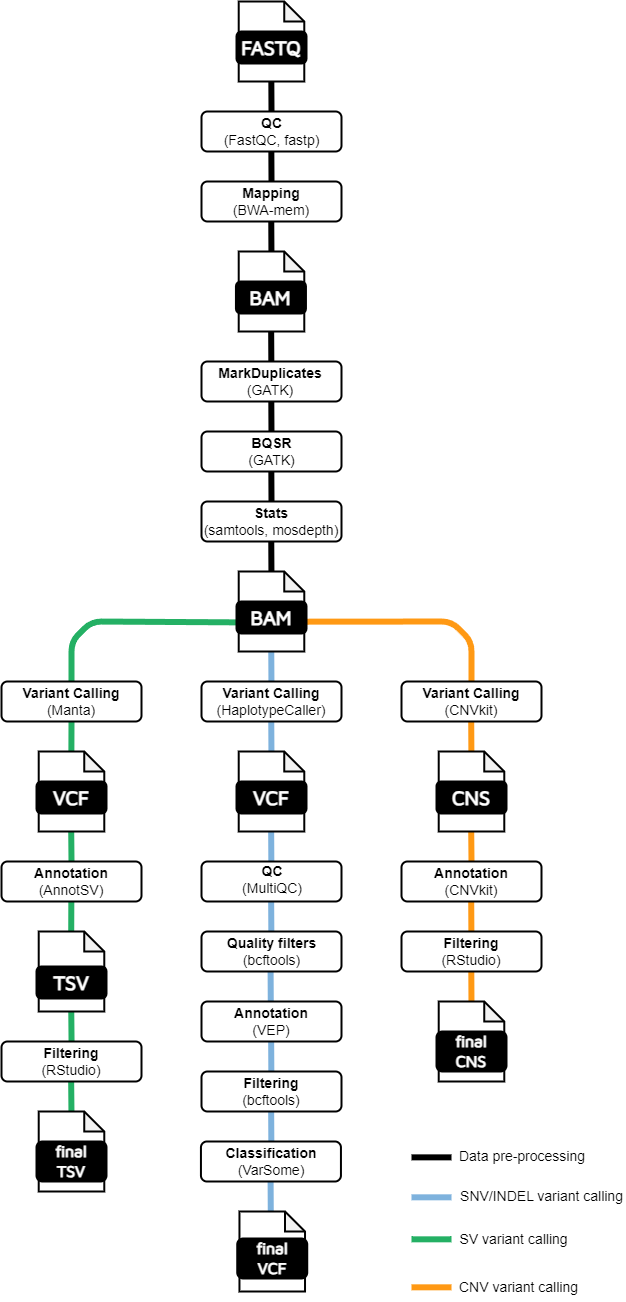 FASTQ
QC
(FastQC, fastp)
Mapping
(BWA-mem)
BAM
MarkDuplicates
(GATK)
BQSR
(GATK)
Stats
(samtools, mosdepth)
BAM
Variant Calling
(Manta)
VCF
Annotation
(AnnotSV)
TSV
Filtering
(RStudio)
final
TSV
Variant Calling
(HaplotypeCaller)
VCF
QC
(MultiQC)
Quality filters
(bcftools)
Annotation
(VEP)
Filtering
(bcftools)
Classification
(VarSome)
final
VCF
Variant Calling
(CNVkit)
CNS
Annotation
(CNVkit)
Filtering
(RStudio)
final
CNS
Data pre-processing
SNV/INDEL variant calling
SV variant calling
CNV variant calling